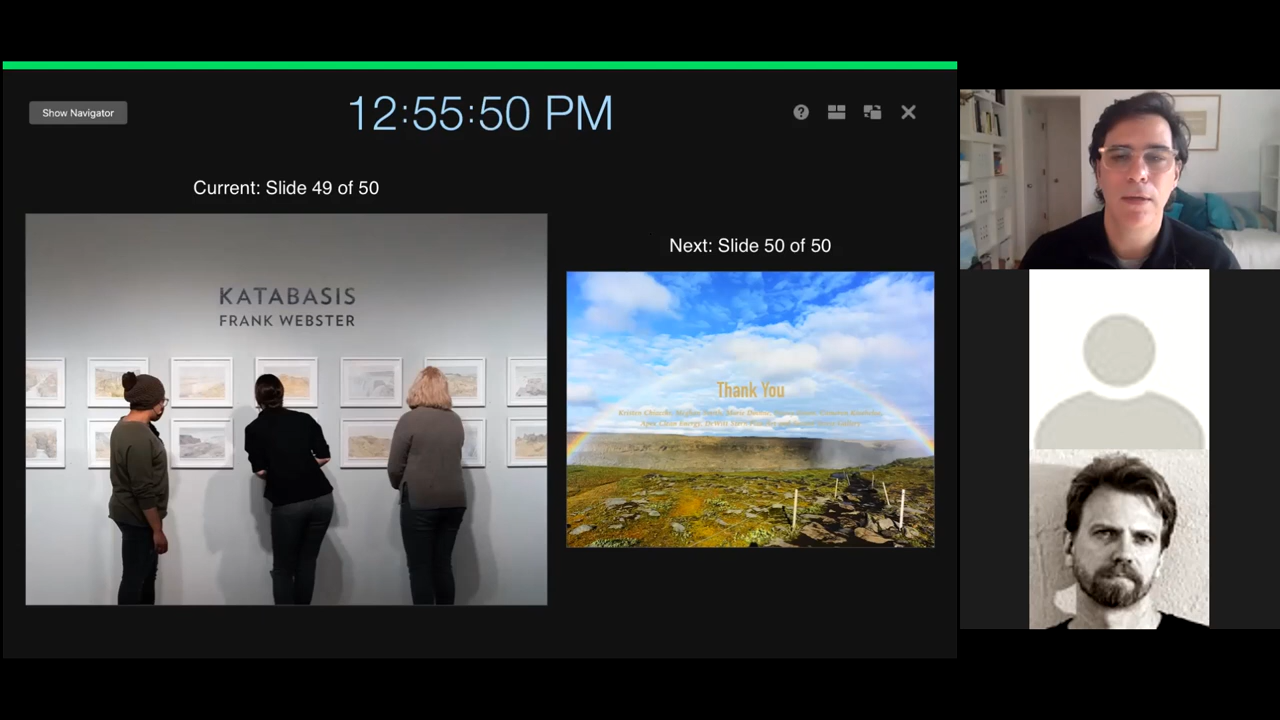 Show Navigator
12:55:50 PM
Current: Slide 49 of 50
KATABASIS
FRANK WEBSTER
Next: Slide 50 of 50
Thank You